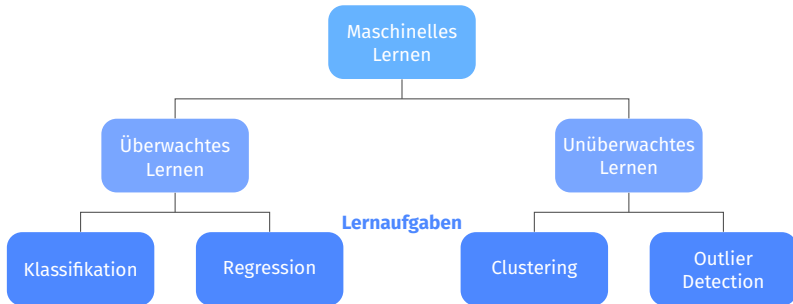 Maschinelles
Lernen
Überwachtes
Lernen
Unüberwachtes
Lernen
Lernaufgaben
Klassifikation
Regression
Clustering
Outlier
Detection